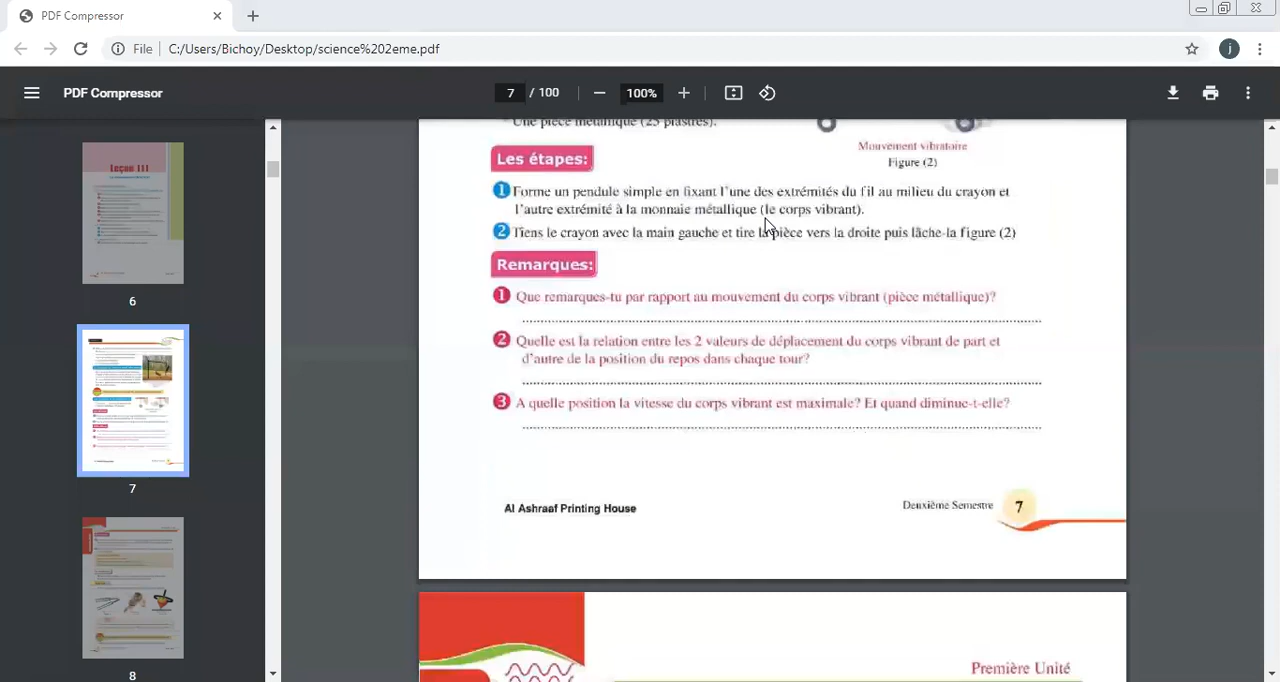 PDF Compressor
File
C:/Users/Bichoy/Desktop/science%202eme.pdf
j
PDF Compressor
7 / 100
100%
Leçon III
6
7
8
Une pièce métallique (25 piastres).
Mouvement vibratoire
Figure (2)
Les étapes:
1 Forme un pendule simple en fixant l'une des extrémités du fil au milieu du crayon et
l'autre extrémité à la monnaie métallique (le corps vibrant).
2 Tiens le crayon avec la main gauche et tire la pièce vers la droite puis lâche-la figure (2)
Remarques:
1 Que remarques-tu par rapport au mouvement du corps vibrant (pièce métallique)?
2 Quelle est la relation entre les 2 valeurs de déplacement du corps vibrant de part et
d'autre de la position du repos dans chaque tour?
3 A quelle position la vitesse du corps vibrant est maximale? Et quand diminue-t-elle?
Al Ashraaf Printing House
Deuxième Semestre
7
Première Unité